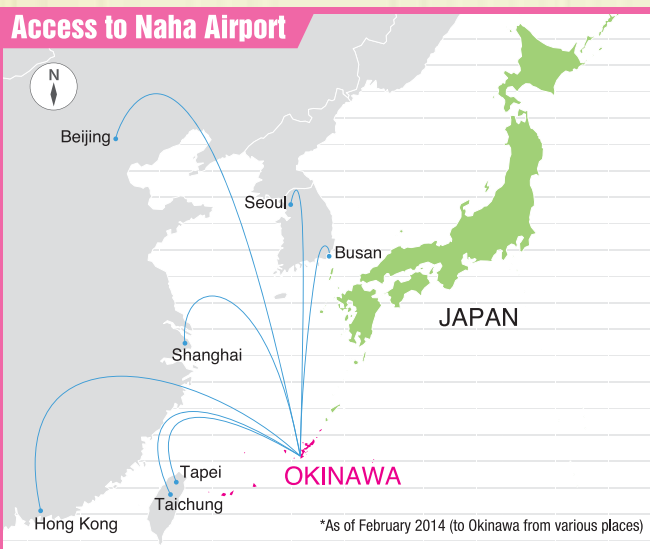 Access to Naha Airport
N
Beijing
Seoul
Busan
JAPAN
Shanghai
OKINAWA
Tapei
Taichung
Hong Kong
*As of February 2014 (to Okinawa from various places)